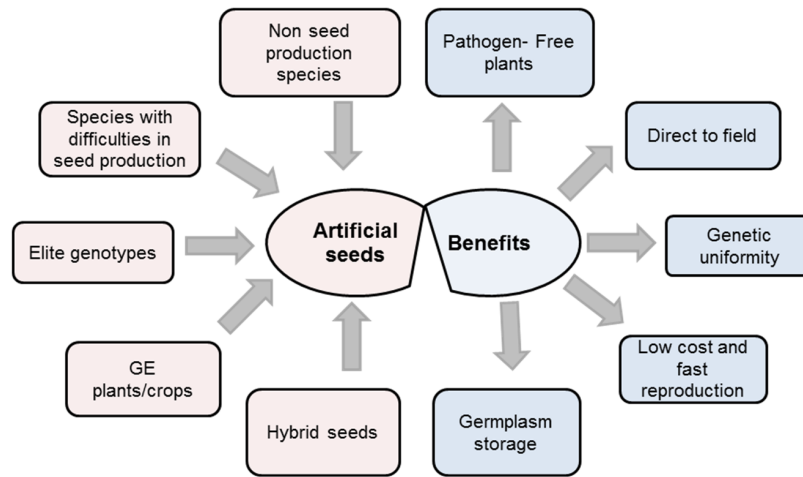 Non seed
production
species
Pathogen- Free
plants
Species with
difficulties in
seed production
Direct to field
Artificial
seeds
Benefits
Elite genotypes
Genetic
uniformity
GE
plants/crops
Low cost and
fast
reproduction
Hybrid seeds
Germplasm
storage